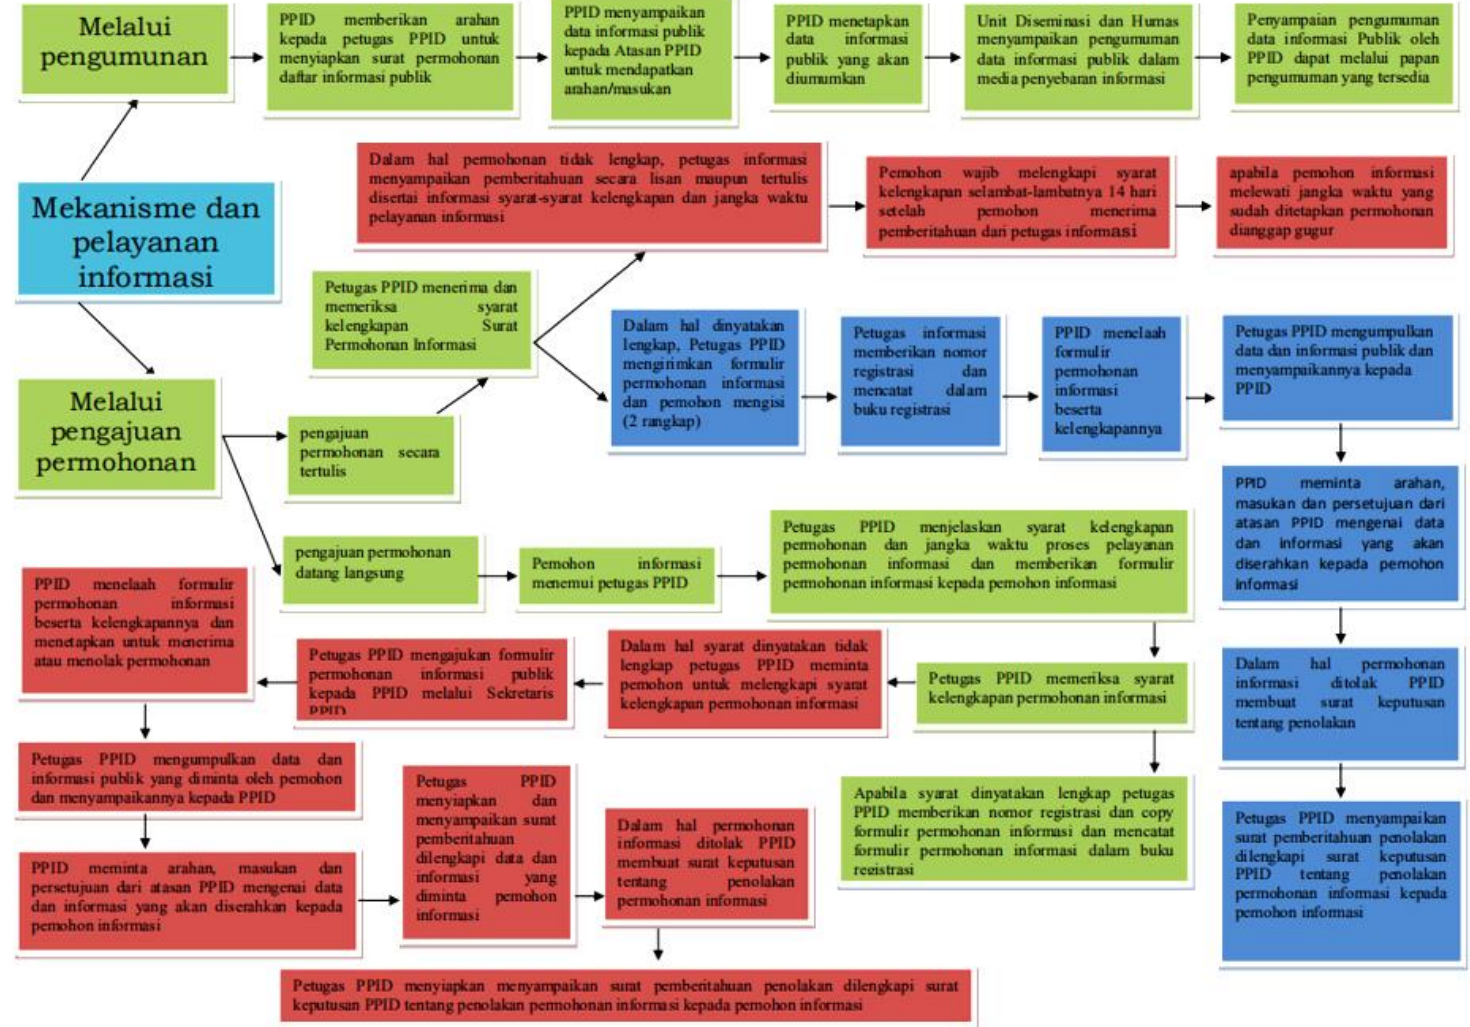 Melalui
pengumunan
PPID memberikan arahan
kepada petugas PPID untuk
menyiapkan surat permohonan
daftar informasi publik
PPID menyampaikan
data informasi publik
kepada Atasan PPID
untuk mendapatkan
arahan/masukan
PPID menetapkan
data informasi
publik yang akan
diumumkan
Unit Diseminasi dan Humas
menyampaikan pengumuman
data informasi publik dalam
media penyebaran informasi
Penyampaian pengumuman
data informasi Publik oleh
PPID dapat melalui papan
pengumuman yang tersedia
Mekanisme dan
pelayanan
informasi
Dalam hal permohonan tidak lengkap, petugas informasi
menyampaikan pemberitahuan secara lisan maupun tertulis
disertai informasi syarat-syarat kelengkapan dan jangka waktu
pelayanan informasi
Pemohon wajib melengkapi syarat
kelengkapan selambat-lambatnya 14 hari
setelah pemohon menerima
pemberitahuan dari petugas informasi
apabila pemohon informasi
melewati jangka waktu yang
sudah ditetapkan permohonan
dianggap gugur
Petugas PPID menerima dan
memeriksa syarat
kelengkapan Surat
Permohonan Informasi
Dalam hal dinyatakan
lengkap, Petugas PPID
mengirimkan formulir
permohonan informasi
dan pemohon mengisi
(2 rangkap)
Petugas informasi
memberikan nomor
registrasi dan
mencatat dalam
buku registrasi
PPID menelaah
formulir
permohonan
informasi
beserta
kelengkapannya
Petugas PPID mengumpulkan
data dan informasi publik dan
menyampaikannya kepada
PPID
Melalui
pengajuan
permohonan
pengajuan
permohonan secara
tertulis
PPID meminta arahan,
masukan dan persetujuan dari
atasan PPID mengenai data
dan informasi yang akan
diserahkan kepada pemohon
informasi
pengajuan permohonan
datang langsung
Pemohon informasi
menemui petugas PPID
Petugas PPID menjelaskan syarat kelengkapan
permohonan dan jangka waktu proses pelayanan
permohonan informasi dan memberikan formulir
permohonan informasi kepada pemohon informasi
PPID menelaah formulir
permohonan informasi
beserta kelengkapannya dan
menetapkan untuk menerima
atau menolak permohonan
Petugas PPID mengajukan formulir
permohonan informasi publik
kepada PPID melalui Sekretaris
PPID
Dalam hal syarat dinyatakan tidak
lengkap petugas PPID meminta
pemohon untuk melengkapi syarat
kelengkapan permohonan informasi
Petugas PPID memeriksa syarat
kelengkapan permohonan informasi
Dalam hal permohonan
informasi ditolak PPID
membuat surat keputusan
tentang penolakan
Petugas PPID mengumpulkan data dan
informasi publik yang diminta oleh pemohon
dan menyampaikannya kepada PPID
Petugas PPID
menyiapkan dan
menyampaikan surat
pemberitahuan
dilengkapi data dan
informasi yang
diminta pemohon
informasi
Dalam hal permohonan
informasi ditolak PPID
membuat surat keputusan
tentang penolakan
permohonan informasi
Apabila syarat dinyatakan lengkap petugas
PPID memberikan nomor registrasi dan copy
formulir permohonan informasi dan mencatat
formulir permohonan informasi dalam buku
registrasi
Petugas PPID menyampaikan
surat pemberitahuan penolakan
dilengkapi surat keputusan
PPID tentang penolakan
permohonan informasi kepada
pemohon informasi
PPID meminta arahan, masukan dan
persetujuan dari atasan PPID mengenai data
dan informasi yang akan diserahkan kepada
pemohon informasi
Petugas PPID menyiapkan menyampaikan surat pemberitahuan penolakan dilengkapi surat
keputusan PPID tentang penolakan permohonan informasi kepada pemohon informasi